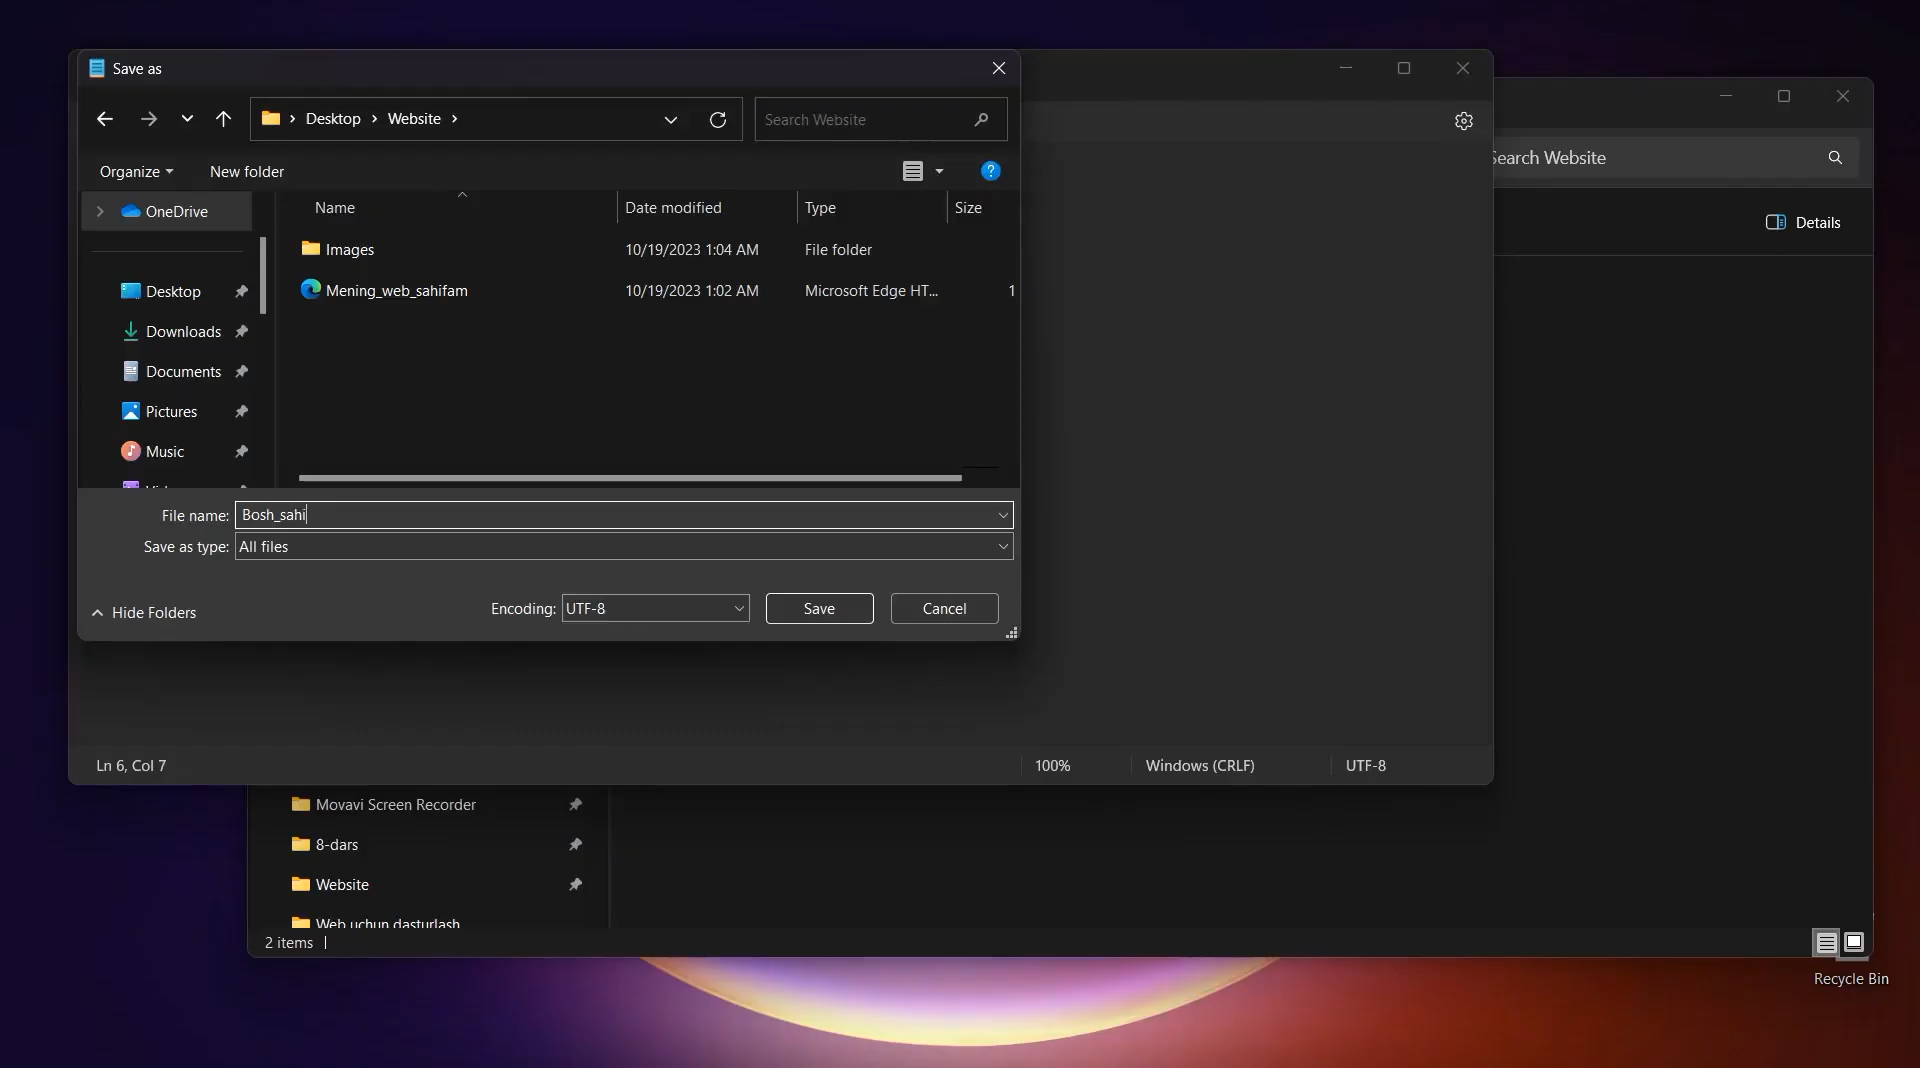 Save as
Desktop
Website
Search Website
Search Website
Organize
New folder
Details
OneDrive
Name
Date modified
Type
Size
Images
10/19/2023 1:04 AM
File folder
Mening_web_sahifam
10/19/2023 1:02 AM
Microsoft Edge HT...
1
Desktop
Downloads
Documents
Pictures
Music
File name:
Bosh_sahi
Save as type:
All files
Hide Folders
Encoding:
UTF-8
Save
Cancel
Ln 6, Col 7
100%
Windows (CRLF)
UTF-8
Movavi Screen Recorder
8-dars
Website
Web uchun dasturlash
2 items
Recycle Bin